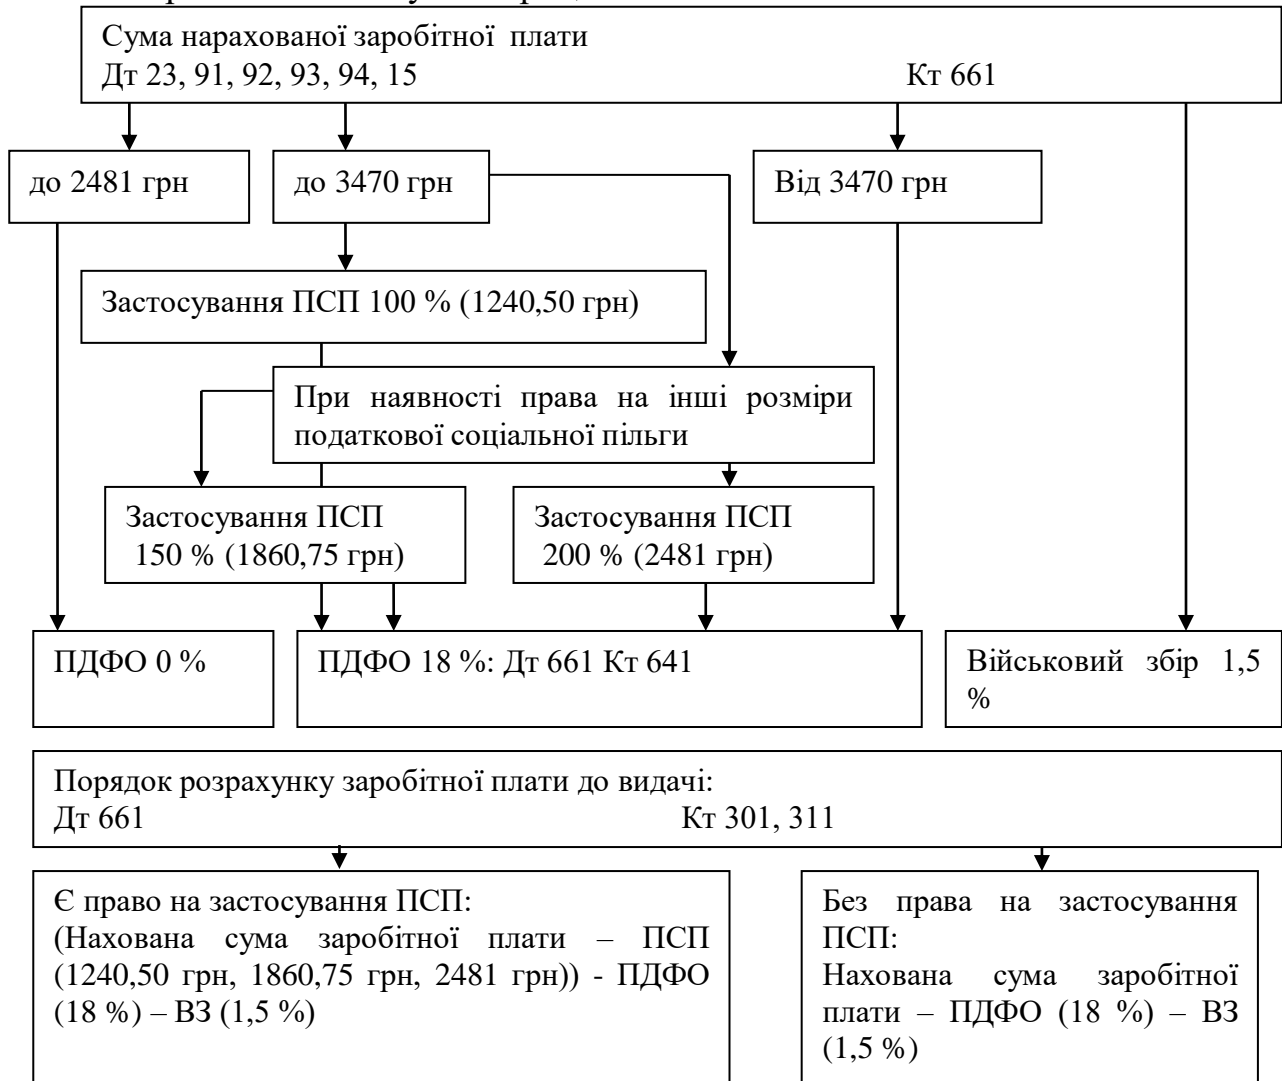 Сума нарахованої заробітної плати
Дт 23, 91, 92, 93, 94, 15 Кт 661
до 2481 грн
до 3470 грн
Від 3470 грн
Застосування ПСП 100 % (1240,50 грн)
При наявності права на інші розміри
податкової соціальної пільги
Застосування ПСП
150 % (1860,75 грн)
Застосування ПСП
200 % (2481 грн)
ПДФО 0 %
ПДФО 18 %: Дт 661 Кт 641
Військовий збір 1,5
%
Порядок розрахунку заробітної плати до видачі:
Дт 661 Кт 301, 311
Є право на застосування ПСП:
(Нахована сума заробітної плати – ПСП
(1240,50 грн, 1860,75 грн, 2481 грн)) - ПДФО
(18 %) – ВЗ (1,5 %)
Без права на застосування
ПСП:
Нахована сума заробітної
плати – ПДФО (18 %) – ВЗ
(1,5 %)